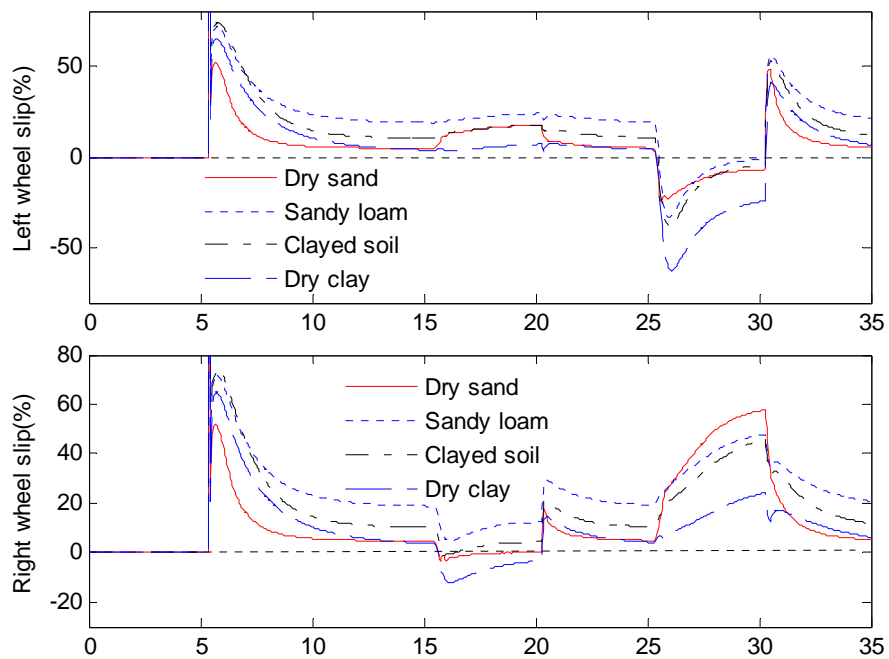 Left wheel slip(%)
50
0
-50
Dry sand
Sandy loam
Clayed soil
Dry clay
0 5 10 15 20 25 30 35
Right wheel slip(%)
80
60
40
20
0
-20
Dry sand
Sandy loam
Clayed soil
Dry clay
0 5 10 15 20 25 30 35